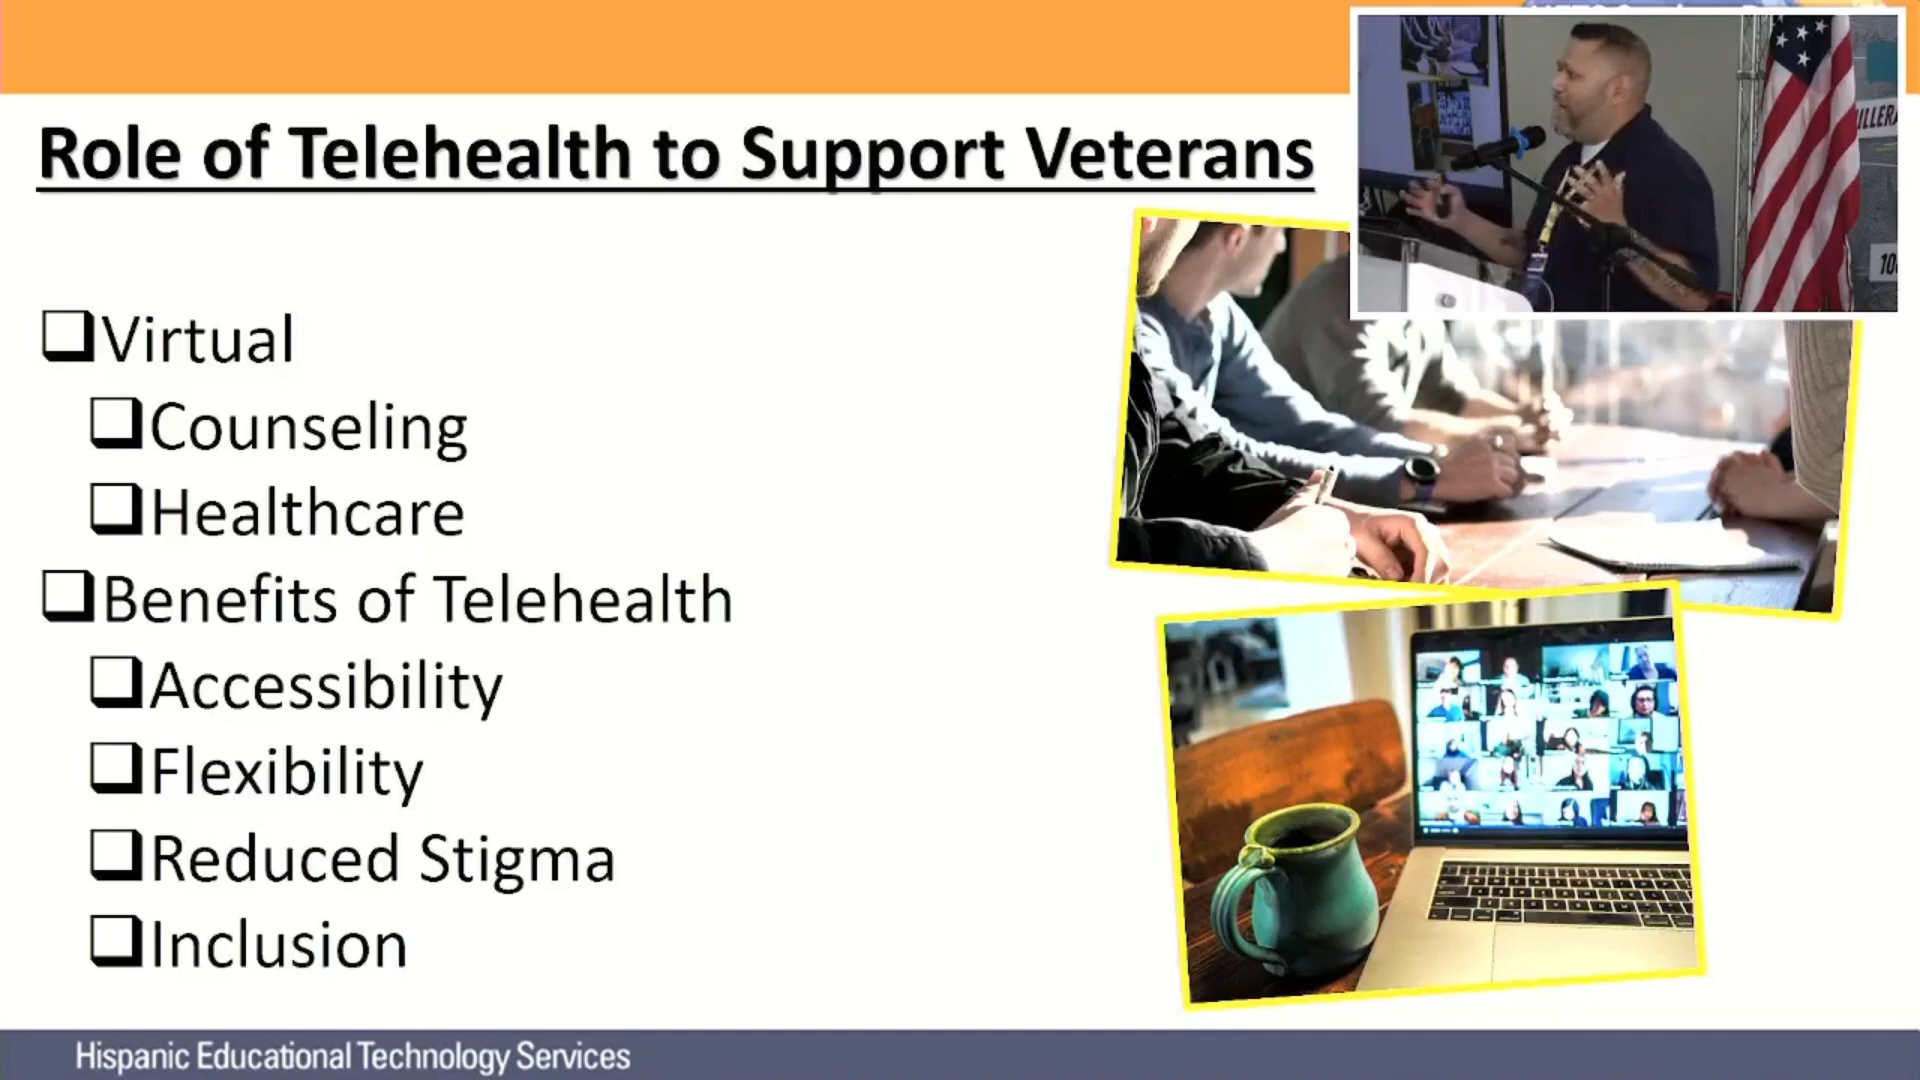 Role of Telehealth to Support Veterans
Virtual
Counseling
Healthcare
Benefits of Telehealth
Accessibility
Flexibility
Reduced Stigma
Inclusion
Hispanic Educational Technology Services